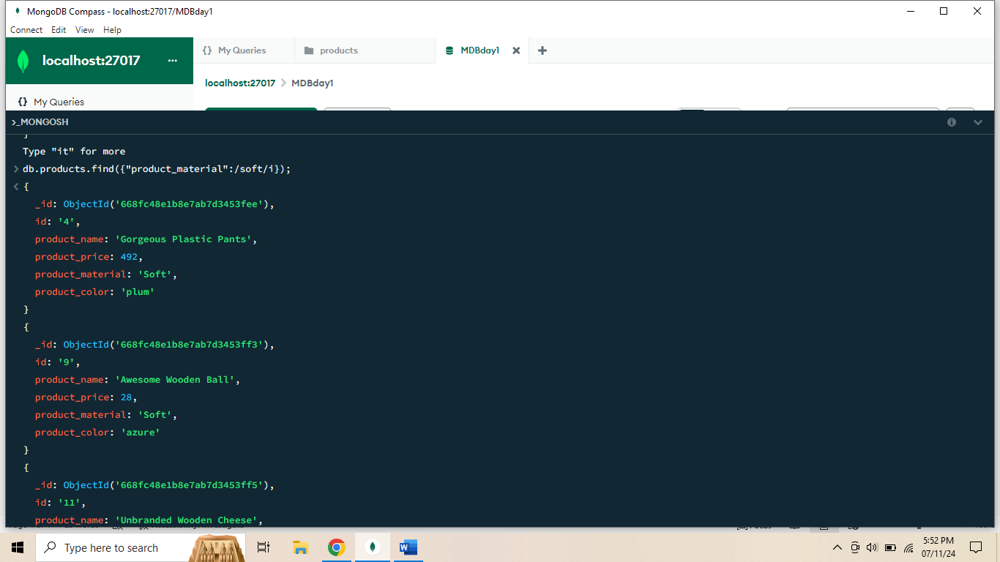 MongoDB Compass - localhost:27017/MDBday1
Connect Edit View Help
localhost:27017 ...
{} My Queries
products
MDBday1
localhost:27017 > MDBday1
{} My Queries
>_MONGOSH
}
Type "it" for more
> db.products.find({"product_material":/soft/i});
< {
_id: ObjectId('668fc48e1b8e7ab7d3453fee'),
id: '4',
product_name: 'Gorgeous Plastic Pants',
product_price: 492,
product_material: 'Soft',
product_color: 'plum'
}
{
_id: ObjectId('668fc48e1b8e7ab7d3453ff3'),
id: '9',
product_name: 'Awesome Wooden Ball',
product_price: 28,
product_material: 'Soft',
product_color: 'azure'
}
{
_id: ObjectId('668fc48e1b8e7ab7d3453ff5'),
id: '11',
product_name: 'Unbranded Wooden Cheese',
Type here to search
5:52 PM
07/11/24